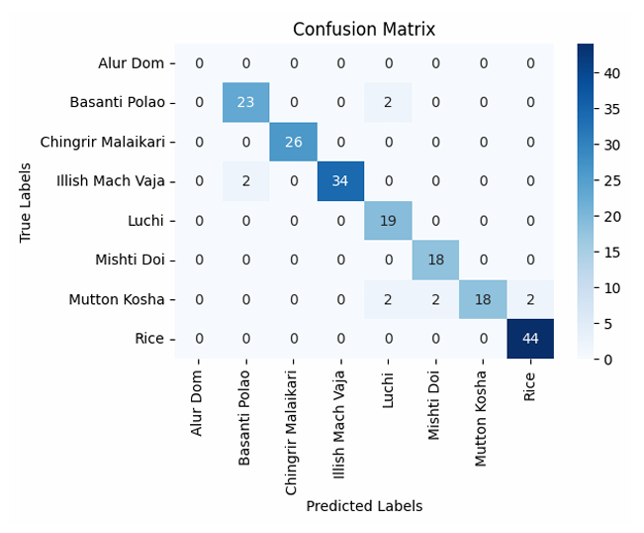 Confusion Matrix
Alur Dom 0 0 0 0 0 0 0 0
Basanti Polao 0 23 0 0 2 0 0 0
Chingrir Malaikari 0 0 26 0 0 0 0 0
Illish Mach Vaja 0 2 0 34 0 0 0 0
Luchi 0 0 0 0 19 0 0 0
Mishti Doi 0 0 0 0 0 18 0 0
Mutton Kosha 0 0 0 0 2 2 18 2
Rice 0 0 0 0 0 0 0 44
True Labels
Alur Dom
Basanti Polao
Chingrir Malaikari
Illish Mach Vaja
Luchi
Mishti Doi
Mutton Kosha
Rice
Predicted Labels
40
35
30
25
20
15
10
5
0